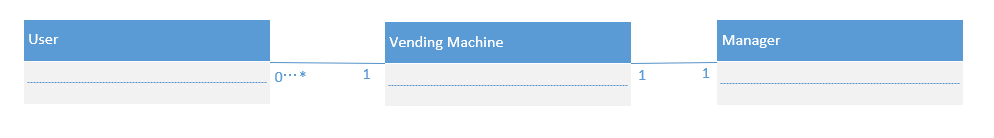 User
Vending Machine
Manager
0…*
1
1
1